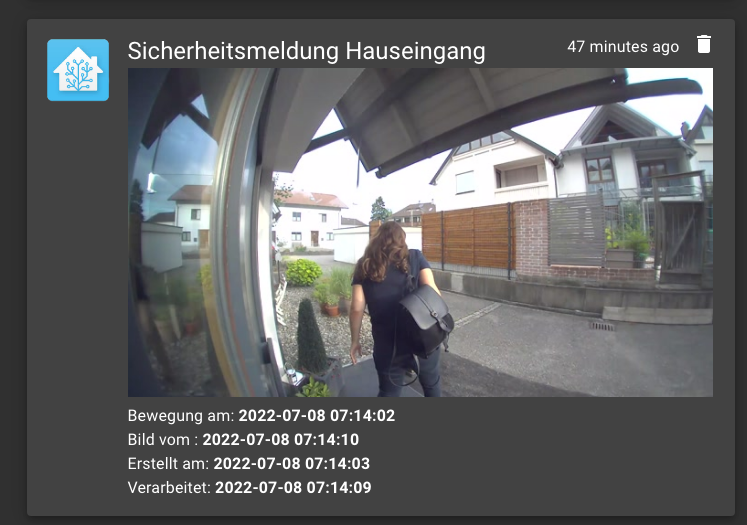 Sicherheitsmeldung Hauseingang
47 minutes ago
Bewegung am: 2022-07-08 07:14:02
Bild vom : 2022-07-08 07:14:10
Erstellt am: 2022-07-08 07:14:03
Verarbeitet: 2022-07-08 07:14:09